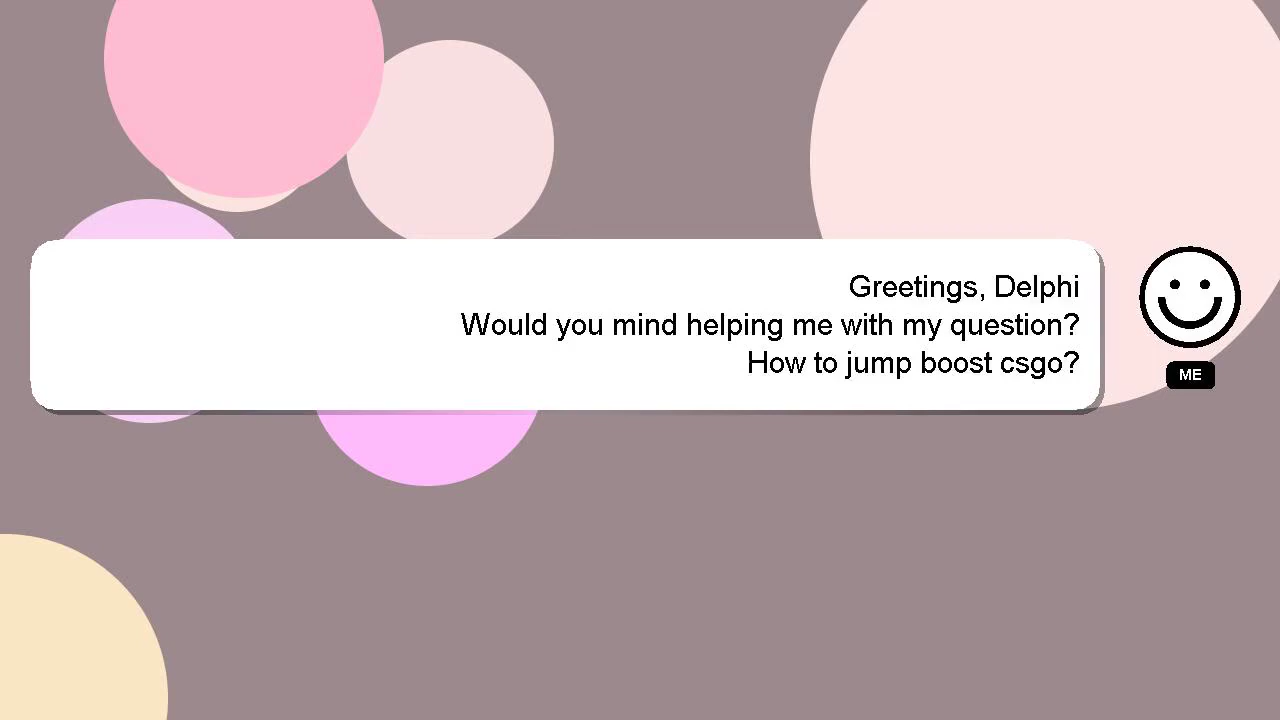 Greetings, Delphi
Would you mind helping me with my question?
How to jump boost csgo?
ME